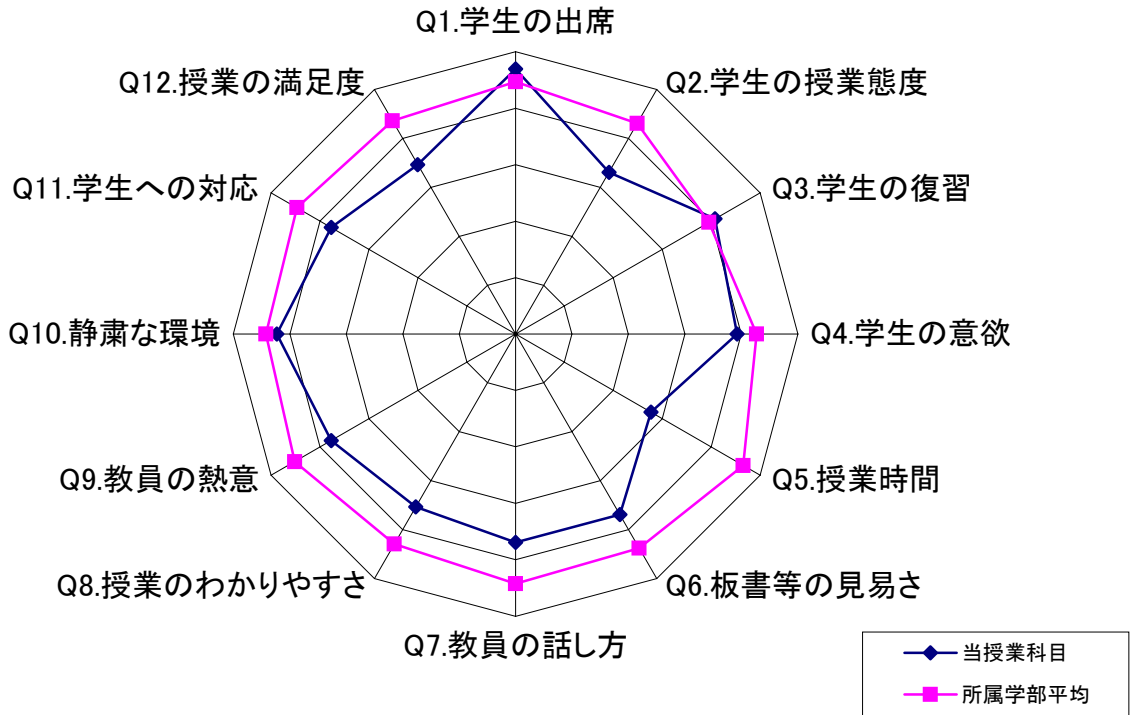 Q1.学生の出席
Q2.学生の授業態度
Q3.学生の復習
Q4.学生の意欲
Q5.授業時間
Q6.板書等の見易さ
Q7.教員の話し方
Q8.授業のわかりやすさ
Q9.教員の熱意
Q10.静粛な環境
Q11.学生への対応
Q12.授業の満足度
当授業科目
所属学部平均